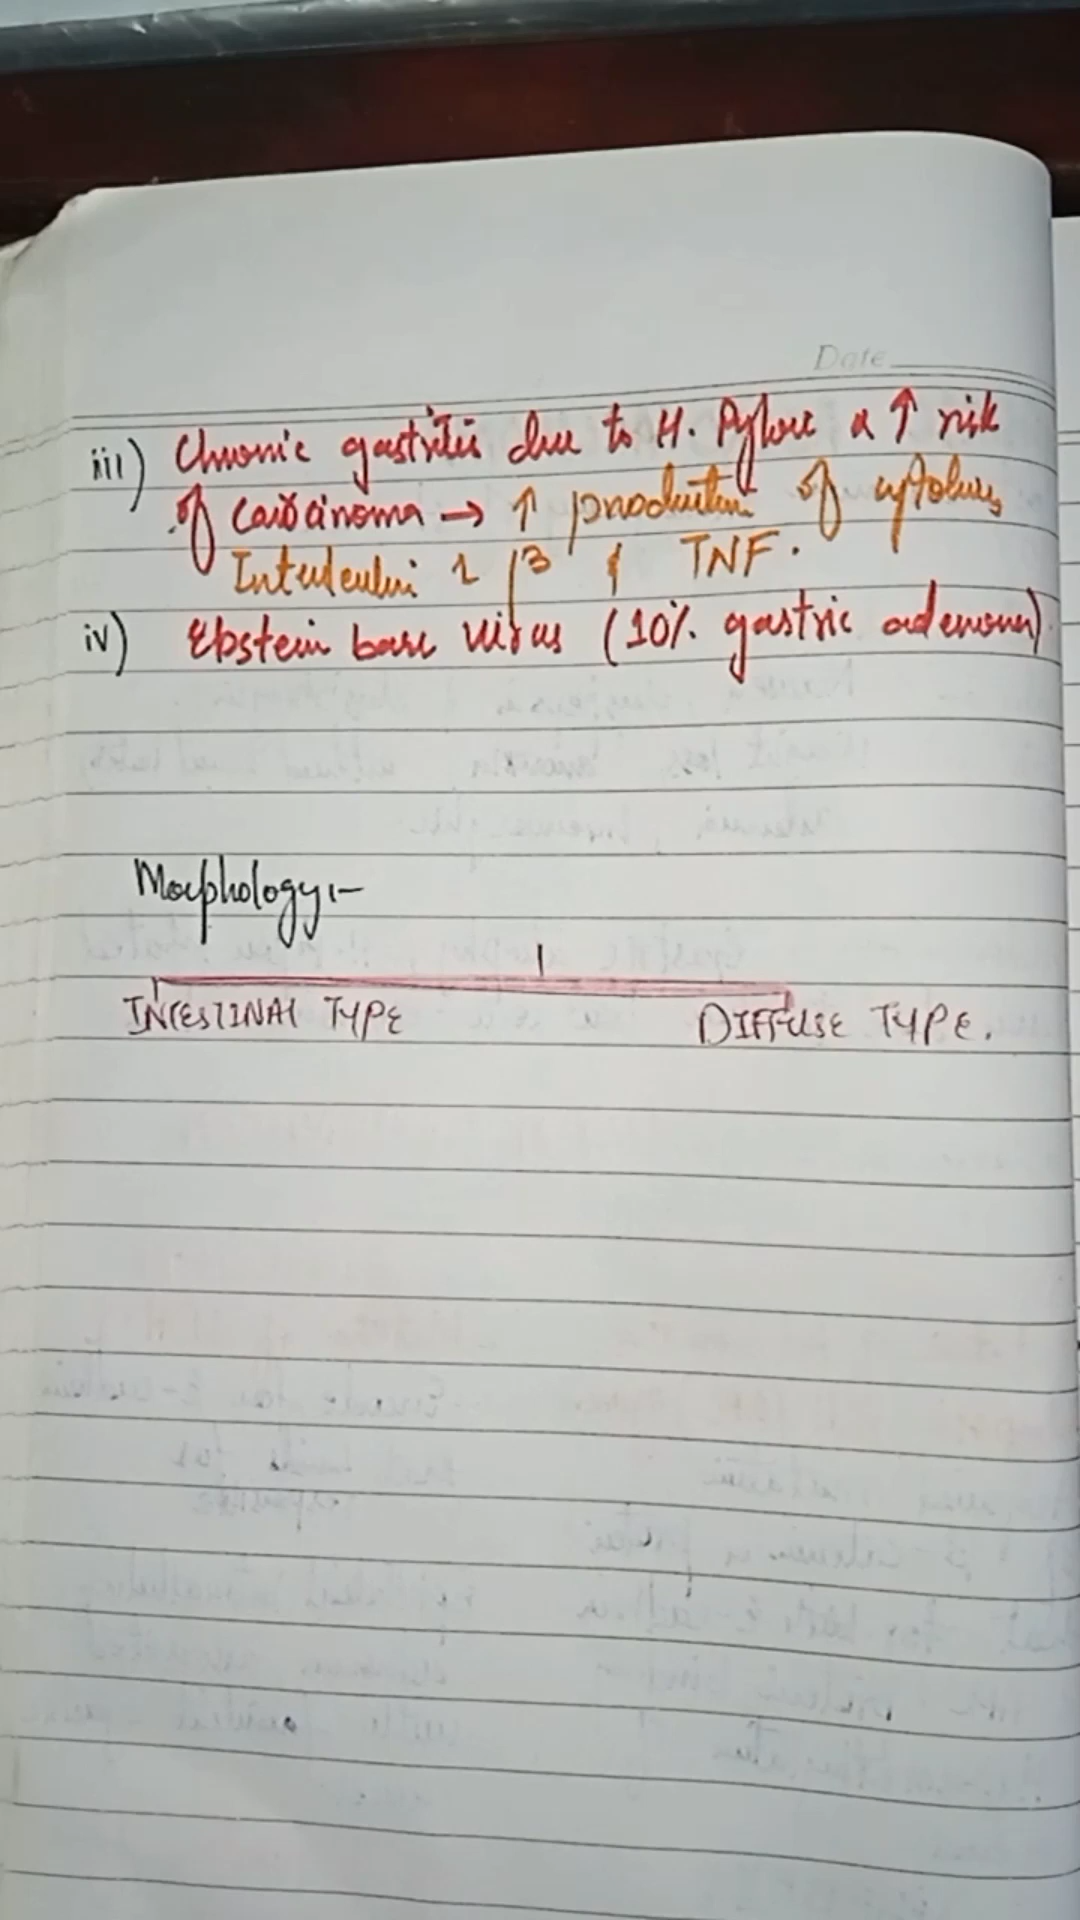 Date
iii) Chronic gastritis due to H. Pylori α ↑ risk
of Carcinoma → ↑ production of cytokines
Interleukin 1 β & TNF.
iv) Ebstein barr virus (10% gastric adenoma)
Morphology:-
INTESTINAL TYPE DIFFUSE TYPE.